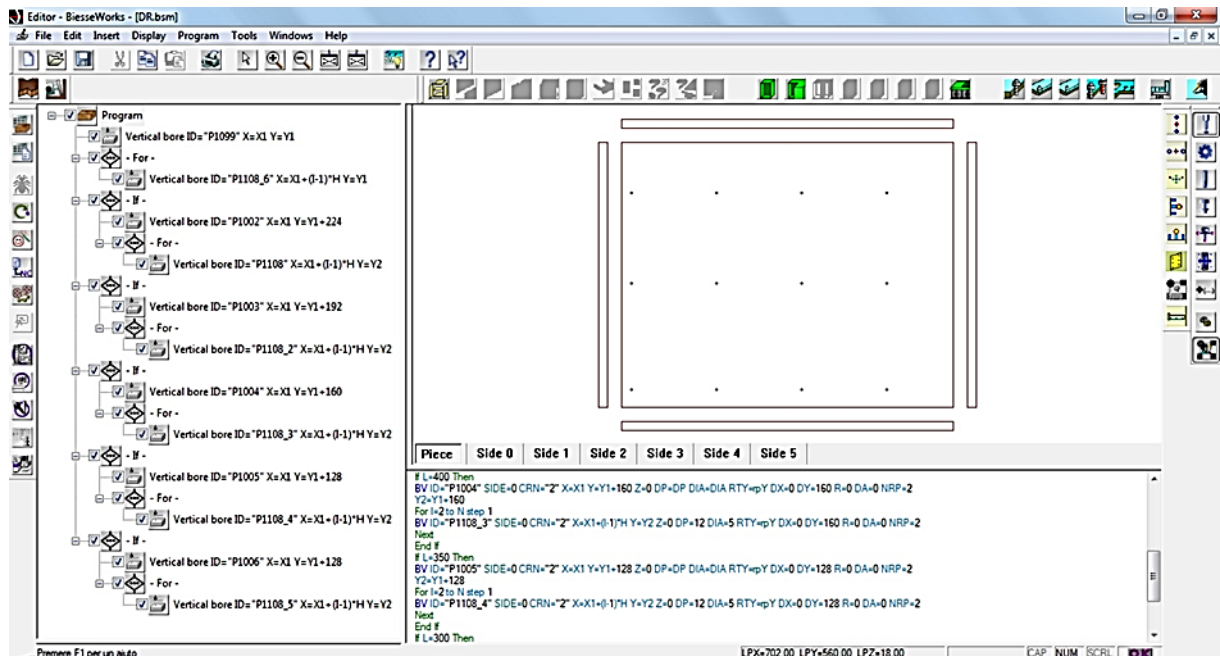 Editor - BiesseWorks - [DR.bsm]
File Edit Insert Display Program Tools Windows Help
Program
Vertical bore ID="P1099" X=X1 Y=Y1
- For -
Vertical bore ID="P1108_6" X=X1+(I-1)*H Y=Y1
- If -
Vertical bore ID="P1002" X=X1 Y=Y1+224
- For -
Vertical bore ID="P1108" X=X1+(I-1)*H Y=Y2
- If -
Vertical bore ID="P1003" X=X1 Y=Y1+192
- For -
Vertical bore ID="P1108_2" X=X1+(I-1)*H Y=Y2
- If -
Vertical bore ID="P1004" X=X1 Y=Y1+160
- For -
Vertical bore ID="P1108_3" X=X1+(I-1)*H Y=Y2
- If -
Vertical bore ID="P1005" X=X1 Y=Y1+128
- For -
Vertical bore ID="P1108_4" X=X1+(I-1)*H Y=Y2
- If -
Vertical bore ID="P1006" X=X1 Y=Y1+128
- For -
Vertical bore ID="P1108_5" X=X1+(I-1)*H Y=Y2
Piece Side 0 Side 1 Side 2 Side 3 Side 4 Side 5
If L=400 Then
BV ID="P1004" SIDE=0 CRN="2" X=X1 Y=Y1+160 Z=0 DP=DP DIA=DIA RTY=rpY DX=0 DY=160 R=0 DA=0 NRP=2
Y2=Y1+160
For I=2 to N step 1
BV ID="P1108_3" SIDE=0 CRN="2" X=X1+(I-1)*H Y=Y2 Z=0 DP=12 DIA=5 RTY=rpY DX=0 DY=160 R=0 DA=0 NRP=2
Next
End If
If L=350 Then
BV ID="P1005" SIDE=0 CRN="2" X=X1 Y=Y1+128 Z=0 DP=DP DIA=DIA RTY=rpY DX=0 DY=128 R=0 DA=0 NRP=2
Y2=Y1+128
For I=2 to N step 1
BV ID="P1108_4" SIDE=0 CRN="2" X=X1+(I-1)*H Y=Y2 Z=0 DP=12 DIA=5 RTY=rpY DX=0 DY=128 R=0 DA=0 NRP=2
Next
End If
If L=300 Then
Premere F1 per un aiuto LPX=702.00 LPY=560.00 LPZ=18.00 CAP NUM SCRL